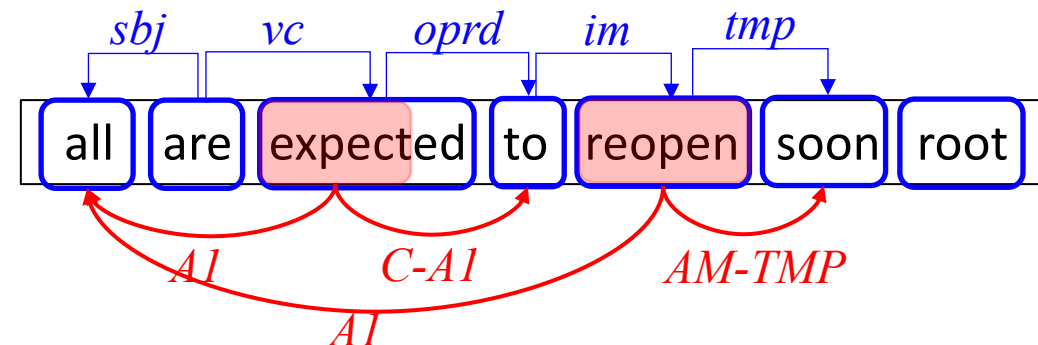 sbj vc oprd im tmp
all are expected to reopen soon root
A1 C-A1 AM-TMP
A1